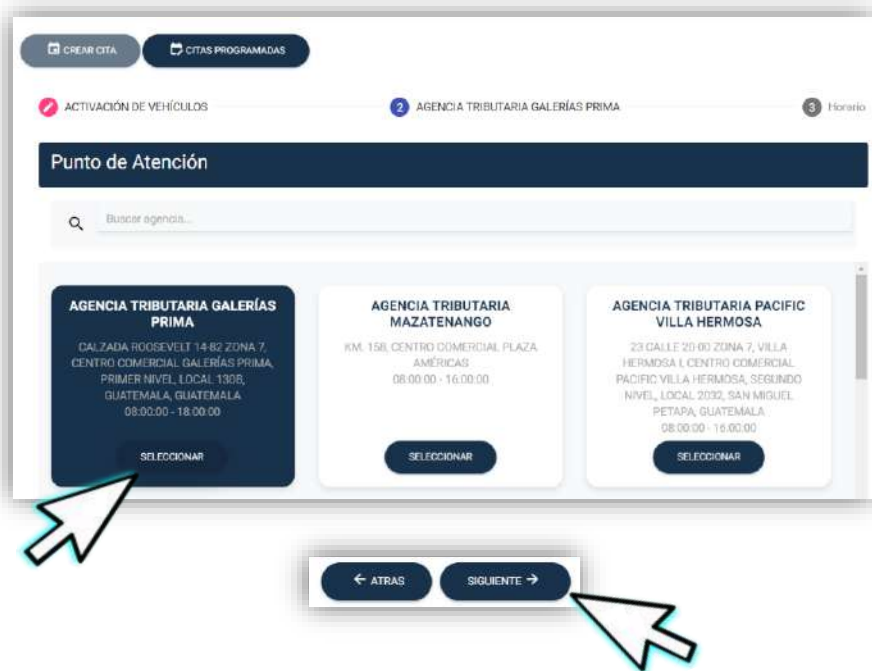 CREAR CITA
CITAS PROGRAMADAS
ACTIVACIÓN DE VEHÍCULOS
2 AGENCIA TRIBUTARIA GALERÍAS PRIMA
3 Horario
Punto de Atención
Buscar agencia...
AGENCIA TRIBUTARIA GALERÍAS
PRIMA
CALZADA ROOSEVELT 14-82 ZONA 7,
CENTRO COMERCIAL GALERÍAS PRIMA,
PRIMER NIVEL, LOCAL 130B,
GUATEMALA, GUATEMALA
08:00:00 - 18:00:00
SELECCIONAR
AGENCIA TRIBUTARIA
MAZATENANGO
KM. 158, CENTRO COMERCIAL PLAZA
AMÉRICAS
08:00:00 - 16:00:00
SELECCIONAR
AGENCIA TRIBUTARIA PACIFIC
VILLA HERMOSA
23 CALLE 20-00 ZONA 7, VILLA
HERMOSA I, CENTRO COMERCIAL
PACIFIC VILLA HERMOSA, SEGUNDO
NIVEL, LOCAL 2032, SAN MIGUEL
PETAPA, GUATEMALA
08:00:00 - 16:00:00
SELECCIONAR
← ATRAS
SIGUIENTE →